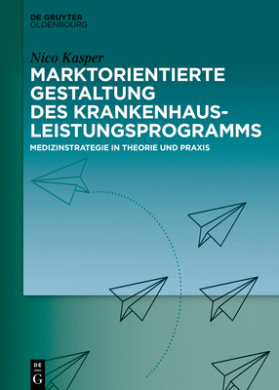 DE GRUYTER
OLDENBOURG
Nico Kasper
MARKTORIENTIERTE
GESTALTUNG
DES KRANKENHAUS-
LEISTUNGSPROGRAMMS
MEDIZINSTRATEGIE IN THEORIE UND PRAXIS
DE
G